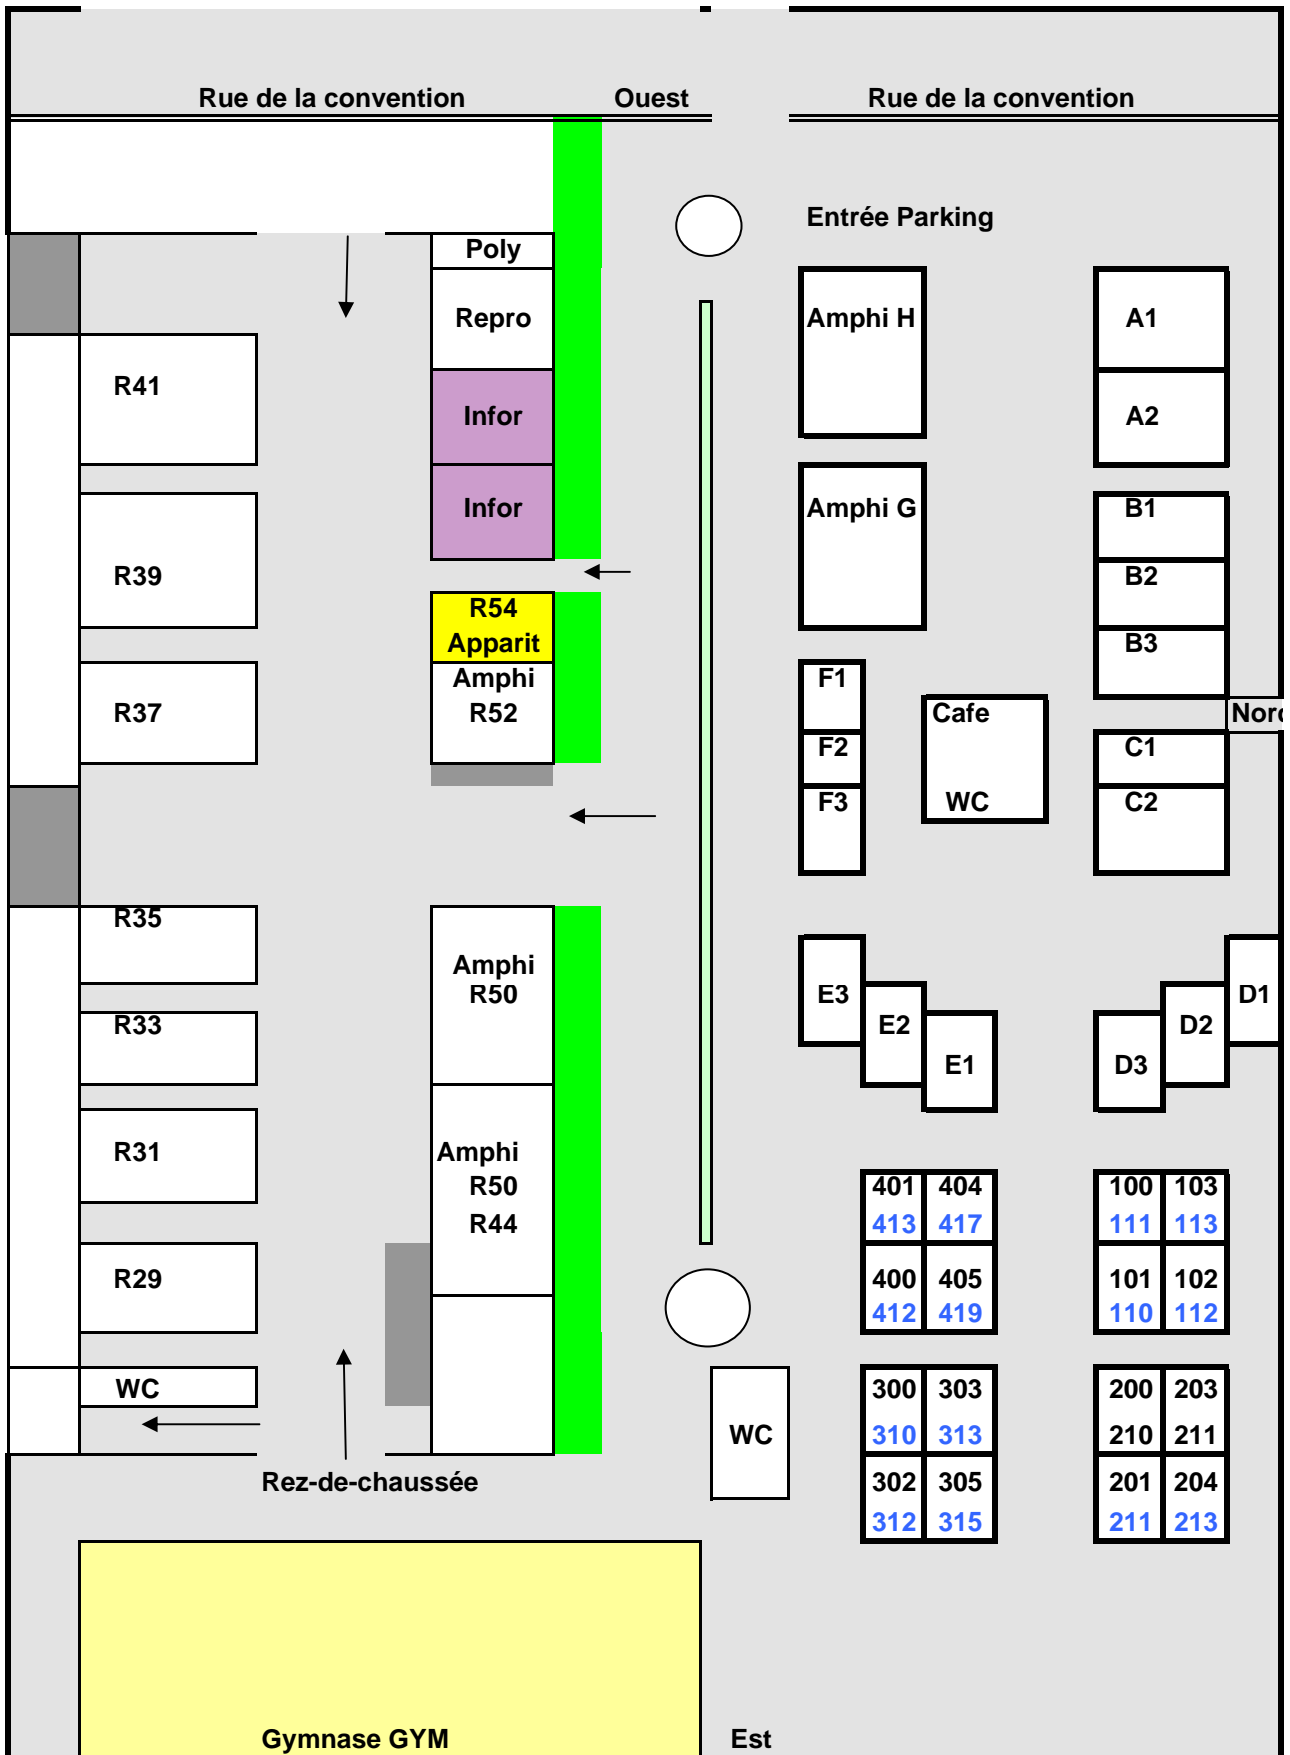 Rue de la convention Ouest Rue de la convention
Entrée Parking
Poly
Repro Amphi H A1
R41
Infor A2
Infor Amphi G B1
R39 B2
R54
Apparit B3
Amphi F1
R37 R52 Cafe Nord
F2 C1
F3 WC C2
R35
Amphi
R50 E3 D1
R33 E2 D2
E1 D3
R31 Amphi
R50 401 404 100 103
R44 413 417 111 113
R29 400 405 101 102
412 419 110 112
WC 300 303 200 203
WC 310 313 210 211
Rez-de-chaussée 302 305 201 204
312 315 211 213
Gymnase GYM Est